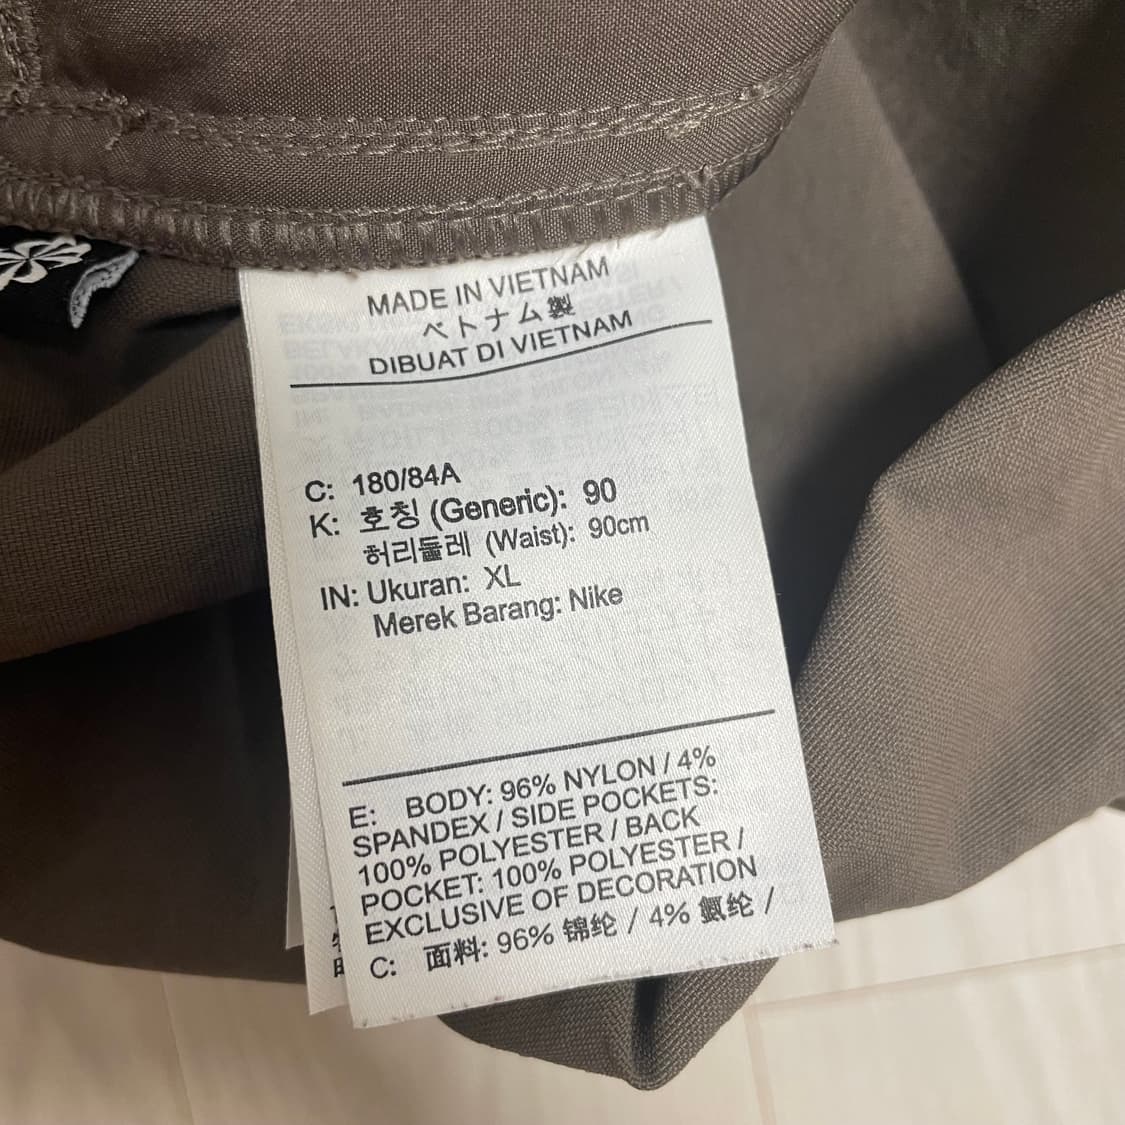 MADE IN VIETNAM
ベトナム製
DIBUAT DI VIETNAM
C: 180/84A
K: 호칭 (Generic): 90
허리둘레 (Waist): 90cm
IN: Ukuran: XL
Merek Barang: Nike
E: BODY: 96% NYLON / 4%
SPANDEX / SIDE POCKETS:
100% POLYESTER / BACK
POCKET: 100% POLYESTER /
EXCLUSIVE OF DECORATION
C: 面料: 96% 锦纶 / 4% 氨纶 /